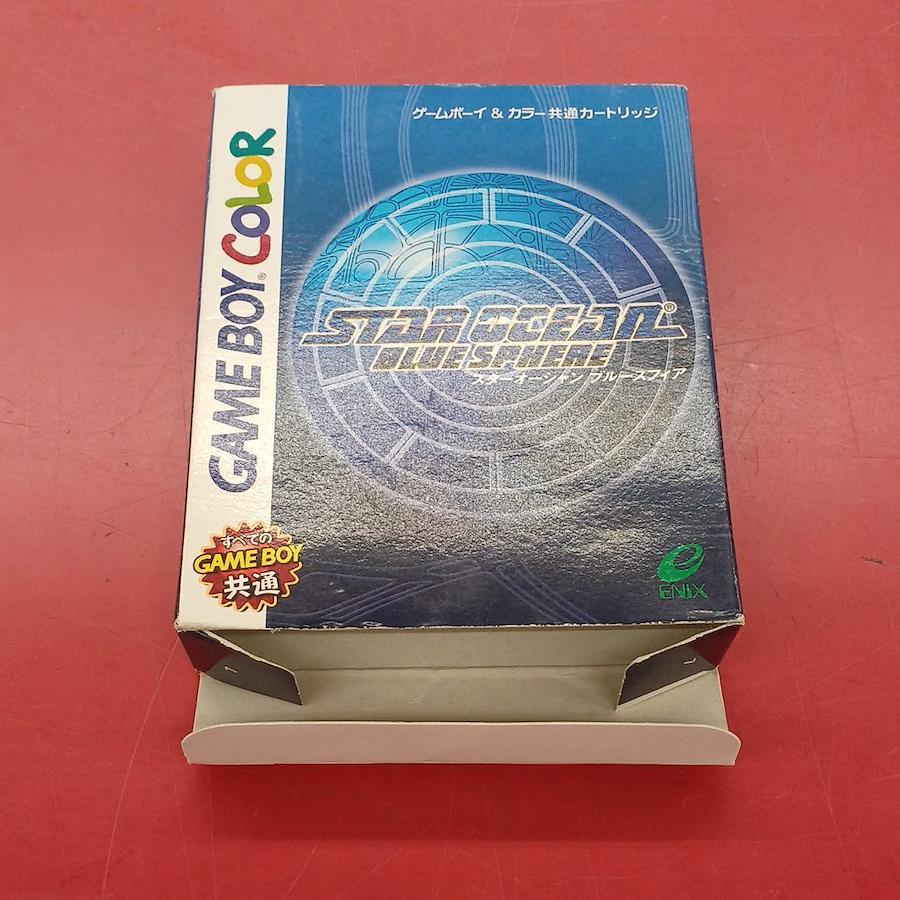 ゲームボーイ & カラー共通カートリッジ
GAME BOY® COLOR
STAR OCEAN®
BLUE SPHERE
スターオーシャン/ブルースフィア
すべての
GAME BOY
共通
ENIX